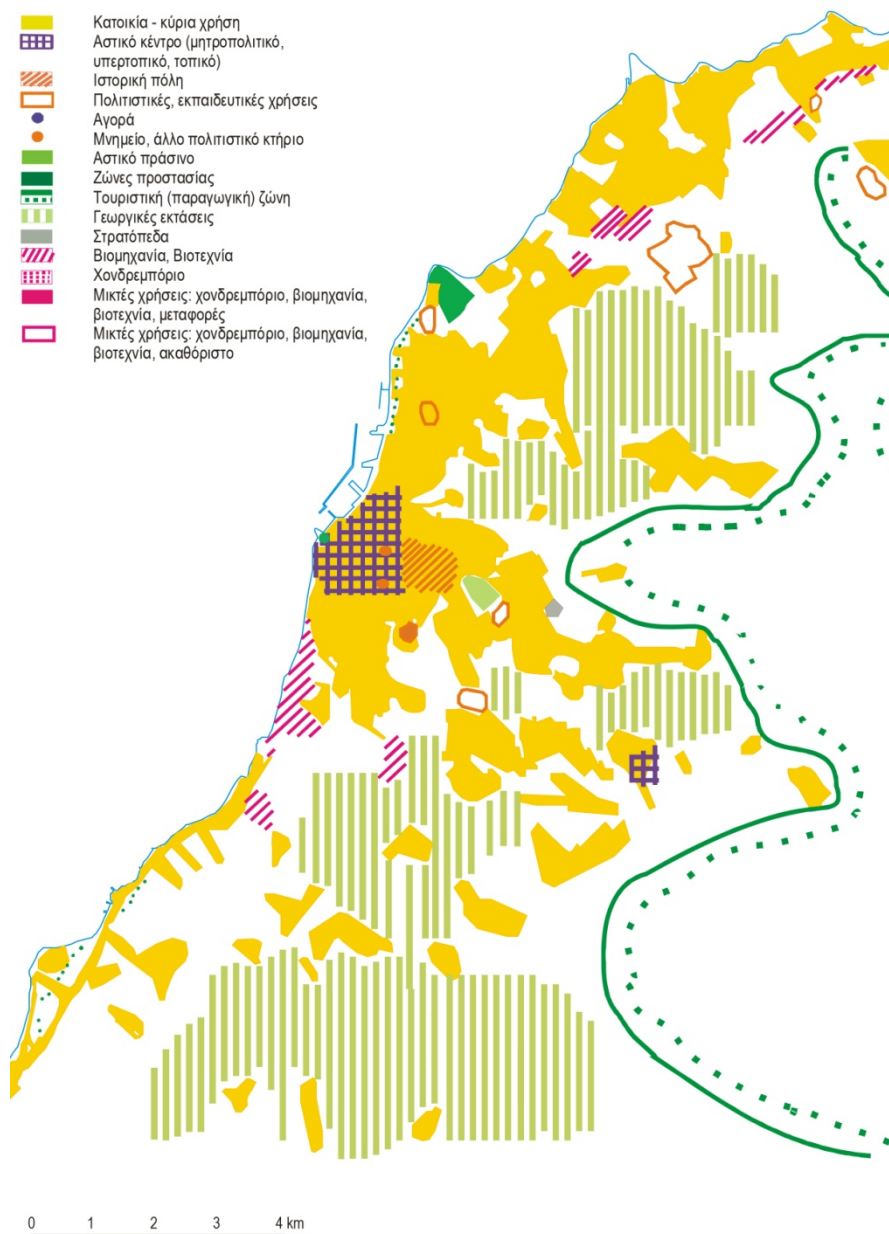 Κατοικία - κύρια χρήση
Αστικό κέντρο (μητροπολιτικό,
υπερτοπικό, τοπικό)
Ιστορική πόλη
Πολιτιστικές, εκπαιδευτικές χρήσεις
Αγορά
Μνημείο, άλλο πολιτιστικό κτήριο
Αστικό πράσινο
Ζώνες προστασίας
Τουριστική (παραγωγική) ζώνη
Γεωργικές εκτάσεις
Στρατόπεδα
Βιομηχανία, Βιοτεχνία
Χονδρεμπόριο
Μικτές χρήσεις: χονδρεμπόριο, βιομηχανία,
βιοτεχνία, μεταφορές
Μικτές χρήσεις: χονδρεμπόριο, βιομηχανία,
βιοτεχνία, ακαθόριστο
0 1 2 3 4 km